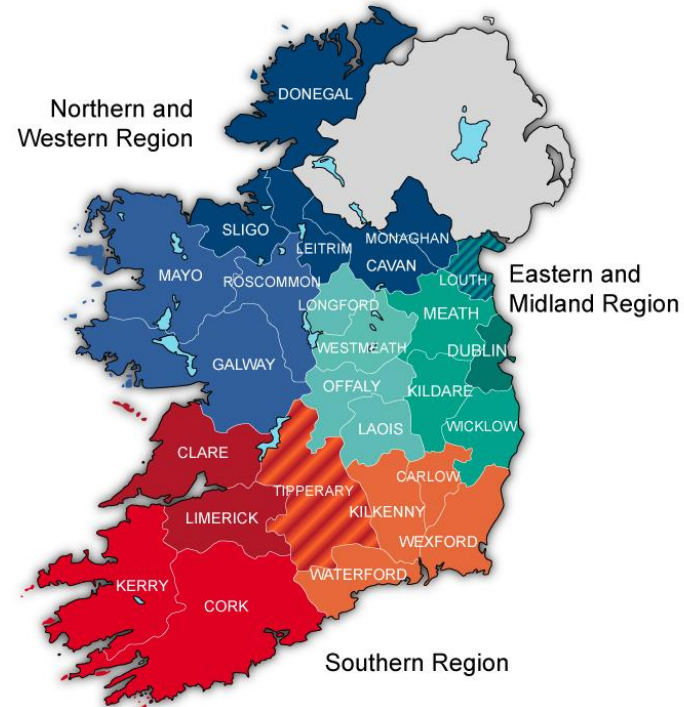 DONEGAL
Northern and
Western Region
SLIGO
LEITRIM
MONAGHAN
CAVAN
MAYO
ROSCOMMON
LOUTH
Eastern and
Midland Region
LONGFORD
MEATH
WESTMEATH
DUBLIN
GALWAY
OFFALY
KILDARE
LAOIS
WICKLOW
CLARE
CARLOW
TIPPERARY
LIMERICK
KILKENNY
WEXFORD
WATERFORD
KERRY
CORK
Southern Region